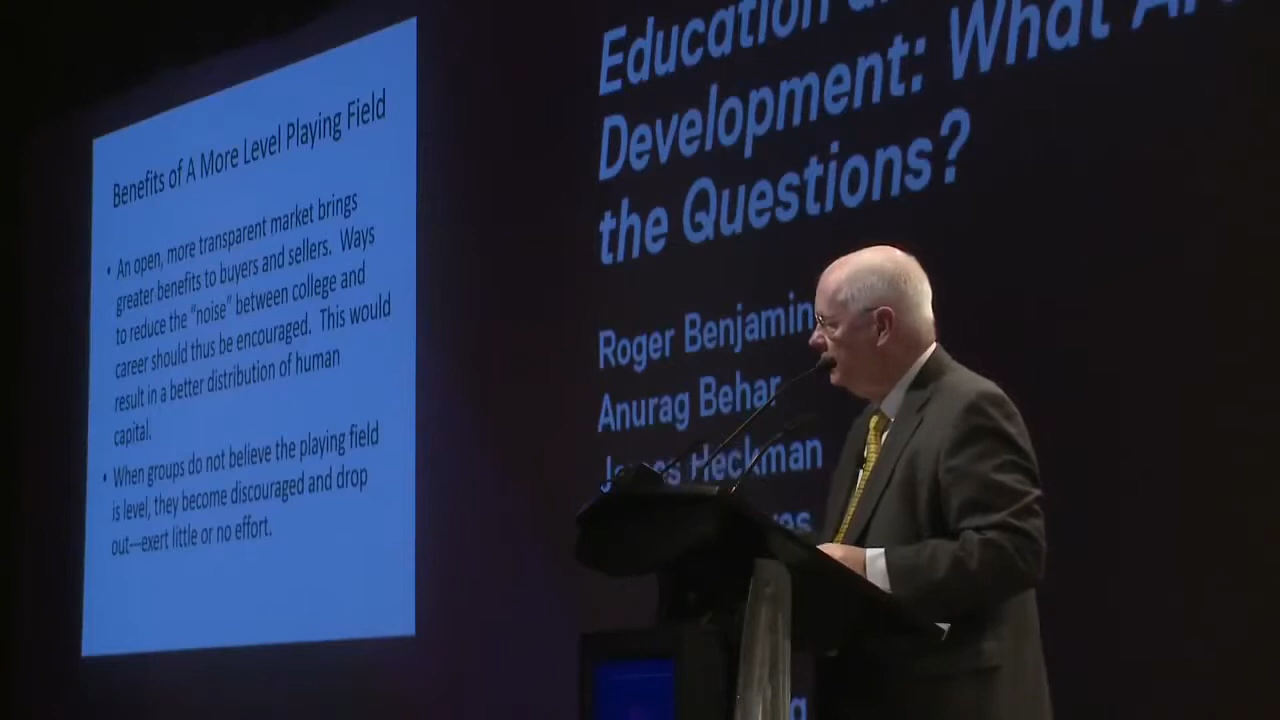 Benefits of A More Level Playing Field
• An open, more transparent market brings
greater benefits to buyers and sellers. Ways
to reduce the "noise" between college and
career should thus be encouraged. This would
result in a better distribution of human
capital.
• When groups do not believe the playing field
is level, they become discouraged and drop
out—exert little or no effort.
Education
Development: What
the Questions?
Roger Benjamin
Anurag Behar
Heckman